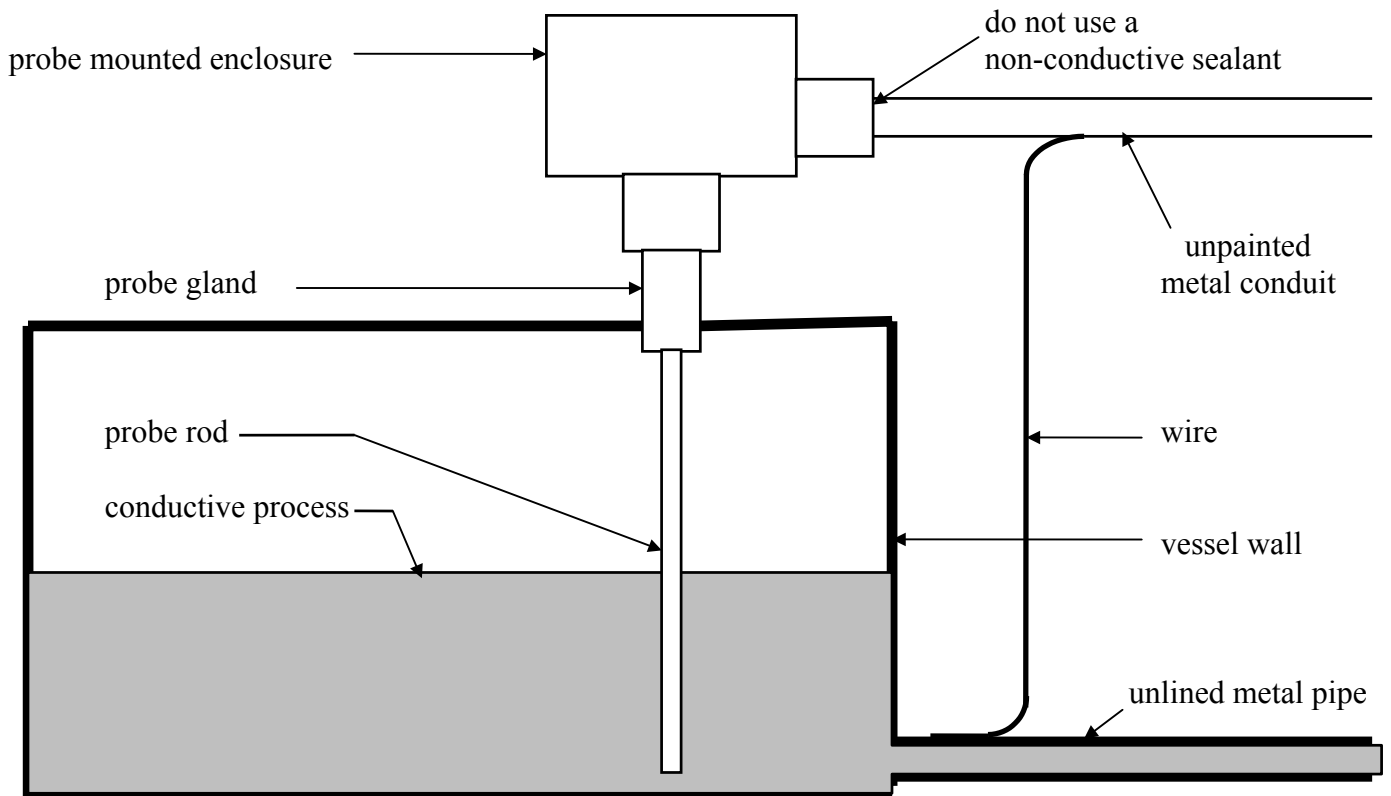 do not use a
non-conductive sealant
probe mounted enclosure
unpainted
metal conduit
probe gland
probe rod
wire
conductive process
vessel wall
unlined metal pipe